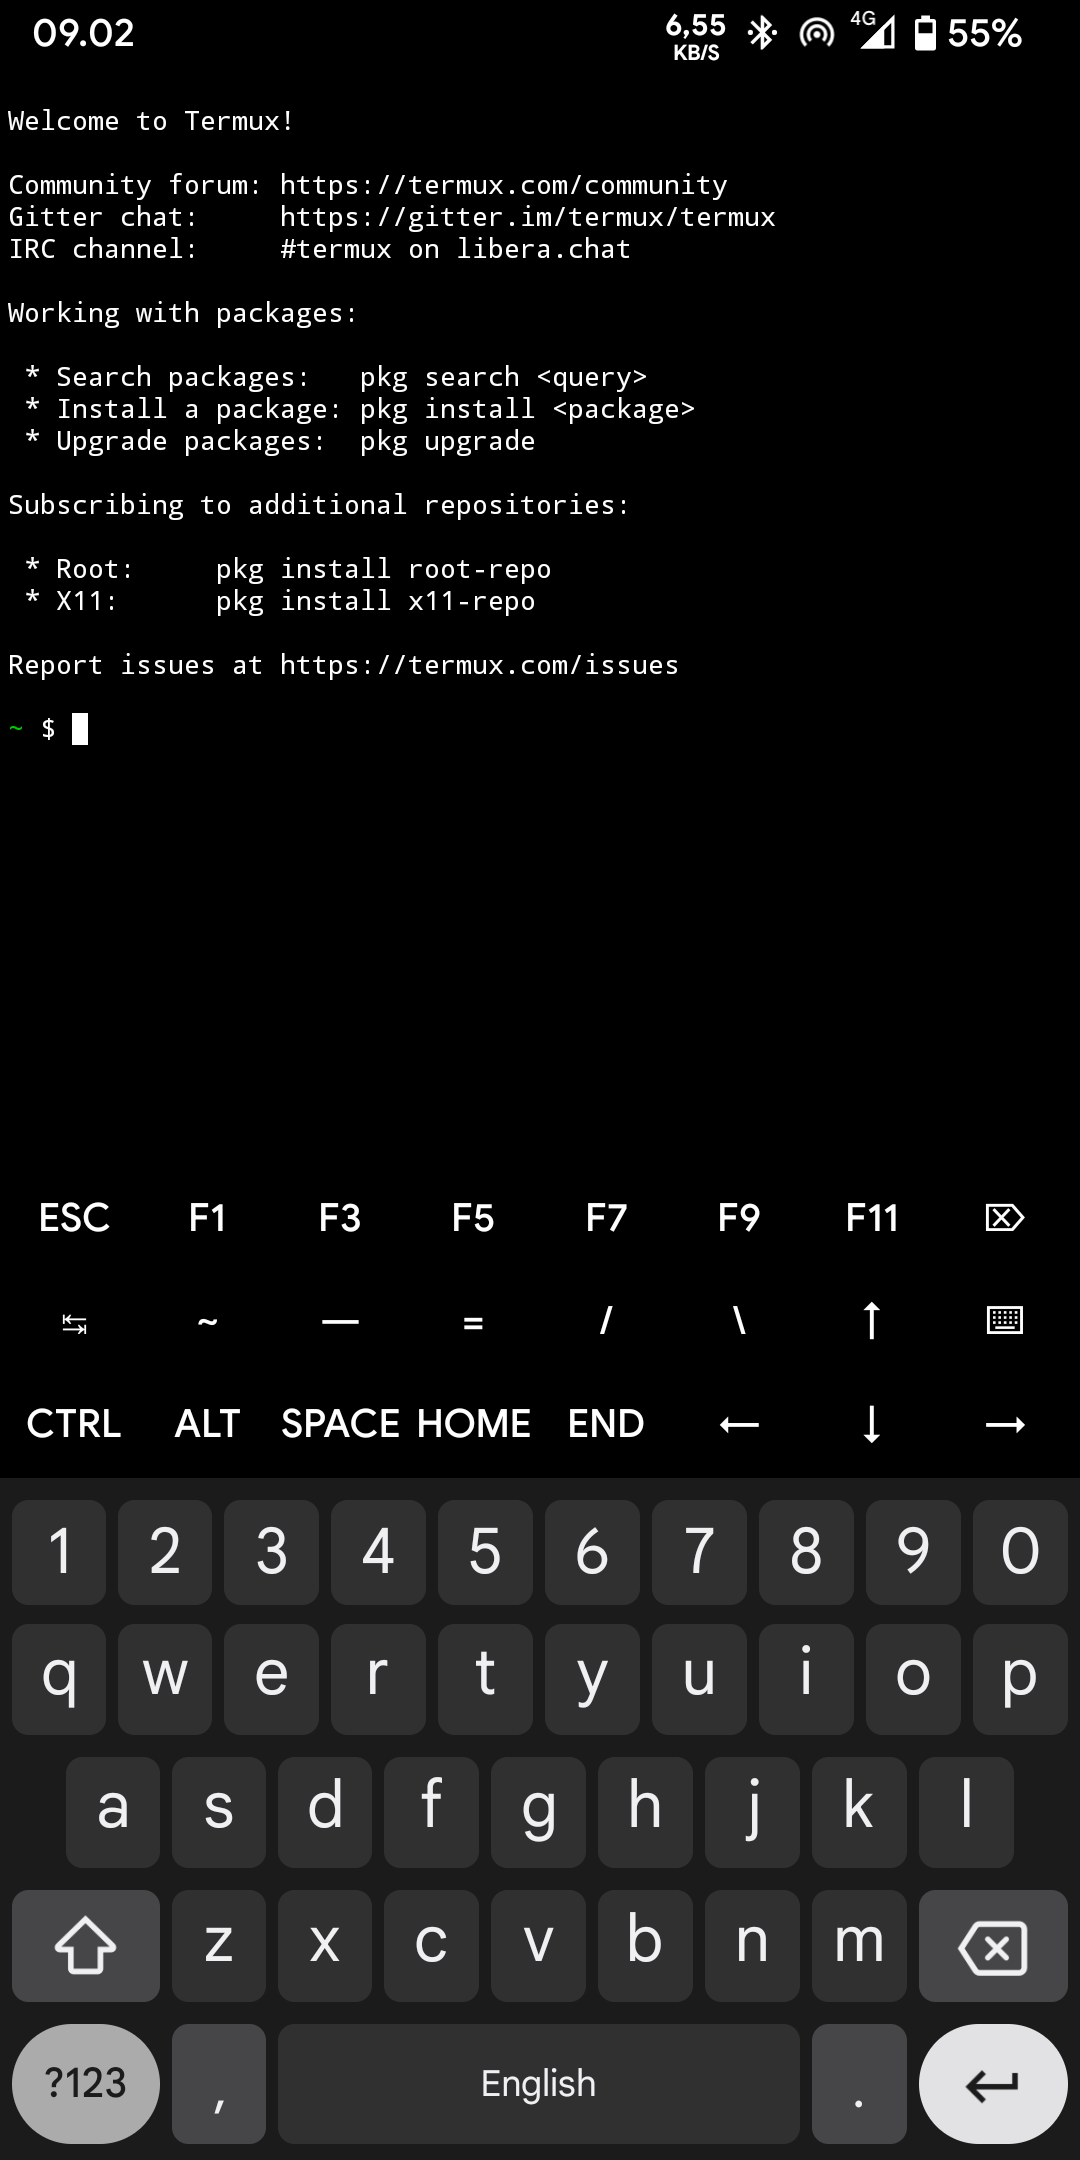 09.02 6,55 KB/S 4G 55%
Welcome to Termux!
Community forum: https://termux.com/community
Gitter chat:     https://gitter.im/termux/termux
IRC channel:     #termux on libera.chat
Working with packages:
 * Search packages:   pkg search <query>
 * Install a package: pkg install <package>
 * Upgrade packages:  pkg upgrade
Subscribing to additional repositories:
 * Root:     pkg install root-repo
 * X11:      pkg install x11-repo
Report issues at https://termux.com/issues
~ $
ESC F1 F3 F5 F7 F9 F11 ⌫
↹ ~ — = / \ ↑ ⌨
CTRL ALT SPACE HOME END ← ↓ →
1 2 3 4 5 6 7 8 9 0
q w e r t y u i o p
a s d f g h j k l
z x c v b n m
?123 , English .